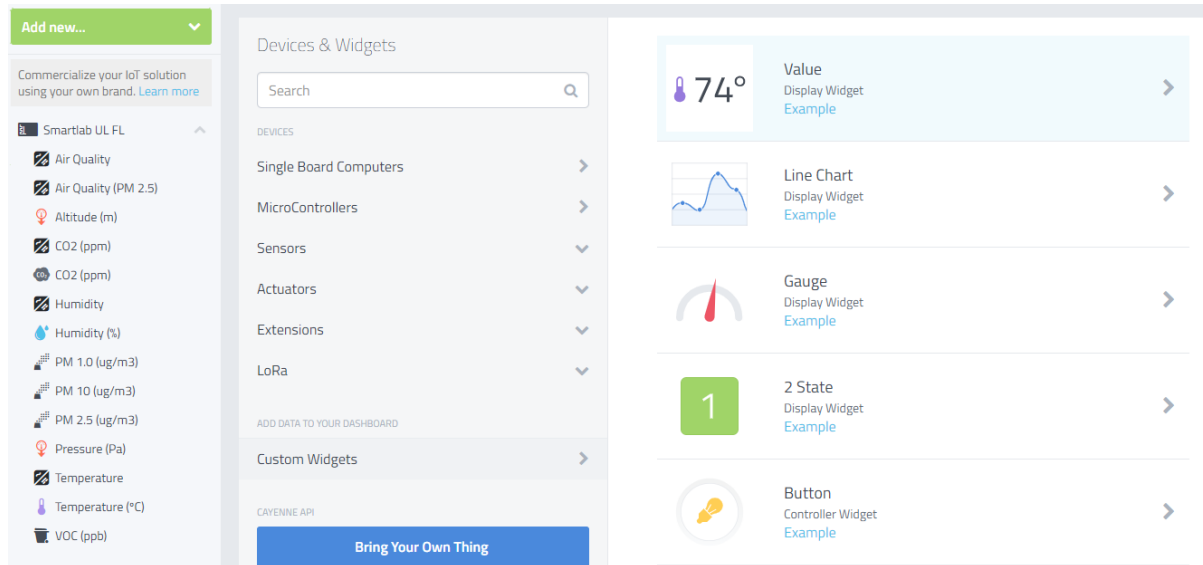 Add new...
Commercialize your IoT solution
using your own brand. Learn more
Smartlab UL FL
Air Quality
Air Quality (PM 2.5)
Altitude (m)
CO2 (ppm)
CO2 (ppm)
Humidity
Humidity (%)
PM 1.0 (ug/m3)
PM 10 (ug/m3)
PM 2.5 (ug/m3)
Pressure (Pa)
Temperature
Temperature (°C)
VOC (ppb)
Devices & Widgets
Search
DEVICES
Single Board Computers
MicroControllers
Sensors
Actuators
Extensions
LoRa
ADD DATA TO YOUR DASHBOARD
Custom Widgets
CAYENNE API
Bring Your Own Thing
74°
Value
Display Widget
Example
Line Chart
Display Widget
Example
Gauge
Display Widget
Example
1
2 State
Display Widget
Example
Button
Controller Widget
Example